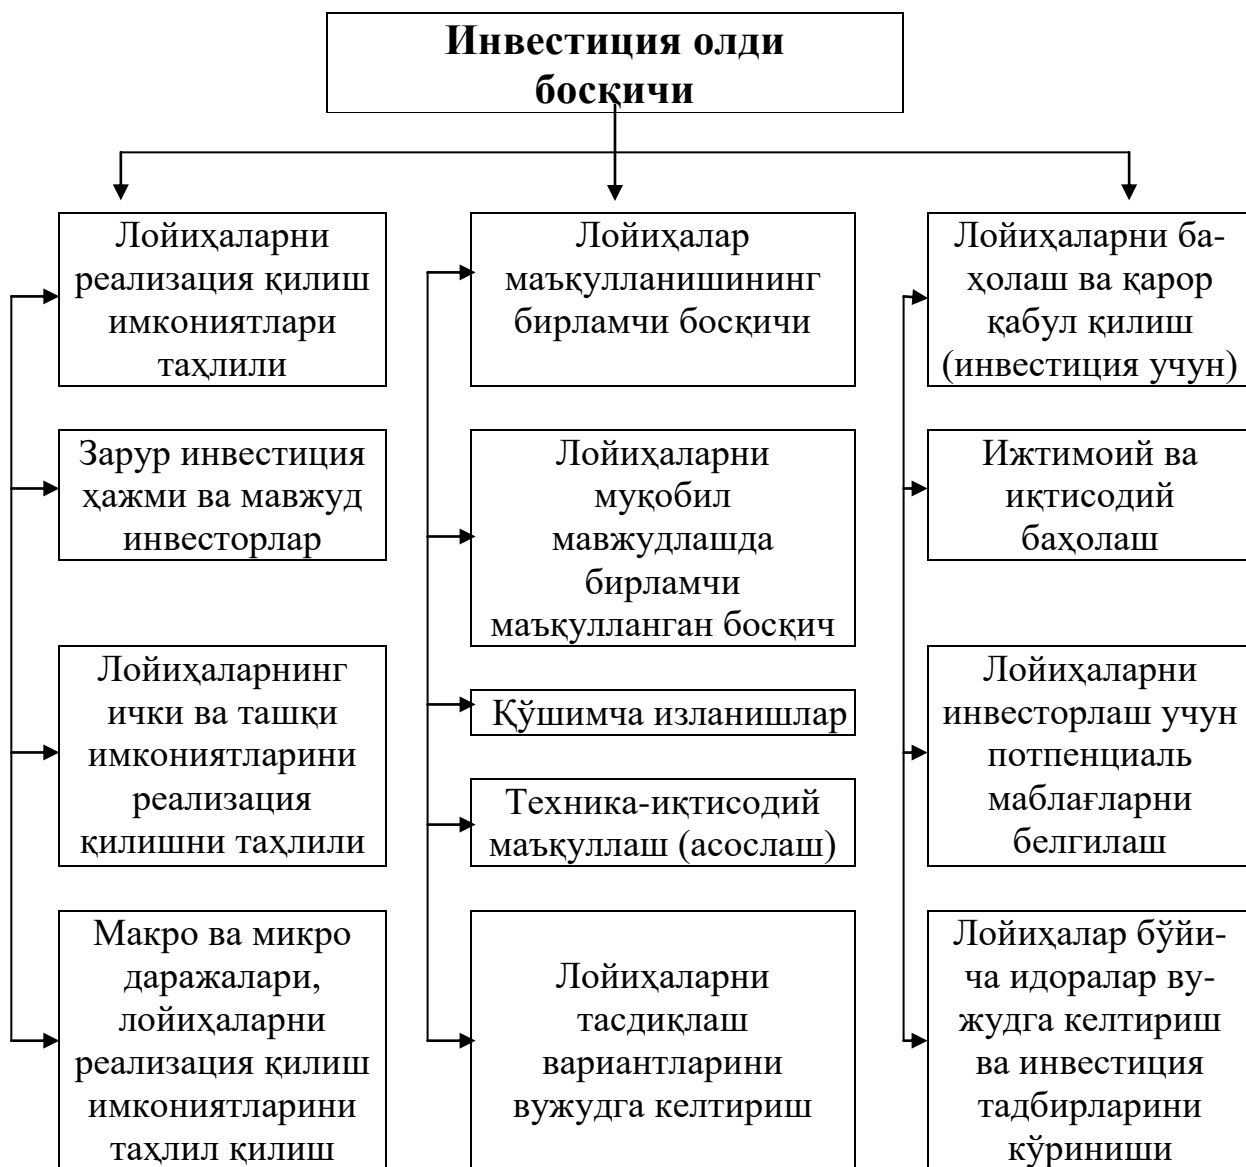 Инвестиция олди
босқичи
Лойиҳаларни
реализация қилиш
имкониятлари
таҳлили
Зарур инвестиция
ҳажми ва мавжуд
инвесторлар
Лойиҳаларнинг
ички ва ташқи
имкониятларини
реализация
қилишни таҳлили
Макро ва микро
даражалари,
лойиҳаларни
реализация қилиш
имкониятларини
таҳлил қилиш
Лойиҳалар
маъқулланишининг
бирламчи босқичи
Лойиҳаларни
муқобил
мавжудлашда
бирламчи
маъқулланган босқич
Қўшимча изланишлар
Техника-иқтисодий
маъқуллаш (асослаш)
Лойиҳаларни
тасдиқлаш
вариантларини
вужудга келтириш
Лойиҳаларни ба-
ҳолаш ва қарор
қабул қилиш
(инвестиция учун)
Ижтимоий ва
иқтисодий
баҳолаш
Лойиҳаларни
инвесторлаш учун
потпенциаль
маблағларни
белгилаш
Лойиҳалар бўйи-
ча идоралар ву-
жудга келтириш
ва инвестиция
тадбирларини
кўриниши